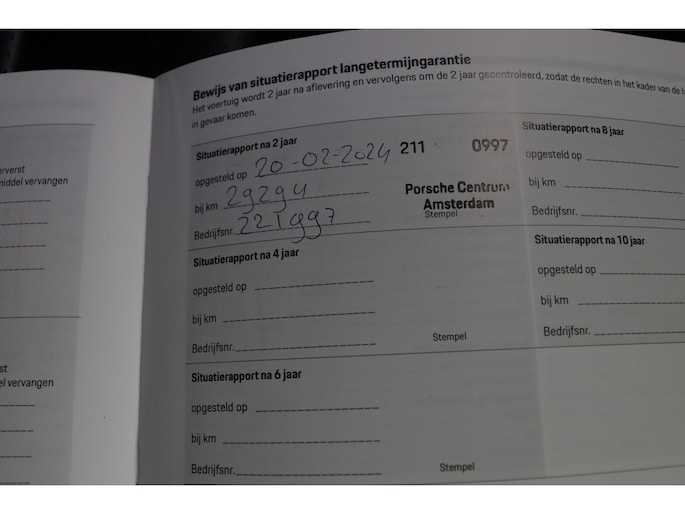 Bewijs van situatierapport langetermijngarantie
Het voertuig wordt 2 jaar na aflevering en vervolgens om de 2 jaar gecontroleerd, zodat de rechten in het kader van de
in gevaar komen.
Situatierapport na 2 jaar
opgesteld op 20-02-2024
bij km 29294
Bedrijfsnr.
211 0997
Porsche Centrum
Amsterdam
Stempel
Situatierapport na 4 jaar
opgesteld op
bij km
Bedrijfsnr.
Stempel
Situatierapport na 6 jaar
opgesteld op
bij km
Bedrijfsnr.
Stempel
Situatierapport na 8 jaar
opgesteld op
bij km
Bedrijfsnr.
Situatierapport na 10 jaar
opgesteld op
bij km
Bedrijfsnr.
middel vervangen
vervangen